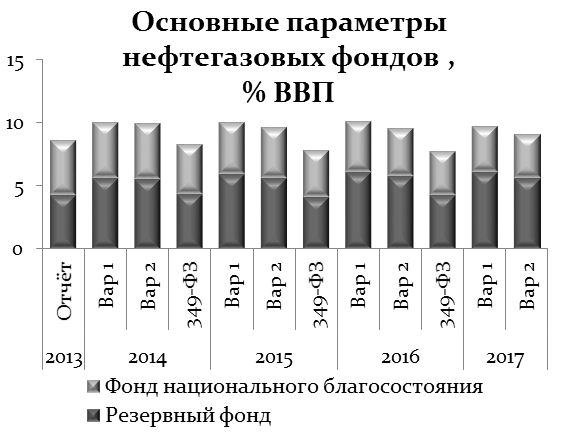 Основные параметры
нефтегазовых фондов ,
% ВВП
15
10
5
0
Отчёт
Вар 1
Вар 2
349-ФЗ
Вар 1
Вар 2
349-ФЗ
Вар 1
Вар 2
349-ФЗ
Вар 1
Вар 2
2013 2014 2015 2016 2017
Фонд национального благосостояния
Резервный фонд